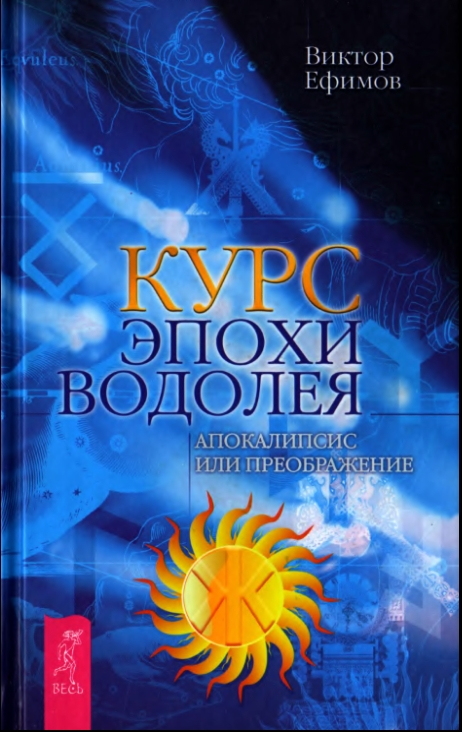 Виктор
Ефимов
КУРС
ЭПОХИ
ВОДОЛЕЯ
АПОКАЛИПСИС
ИЛИ ПРЕОБРАЖЕНИЕ
Ж
ВЕСЬ